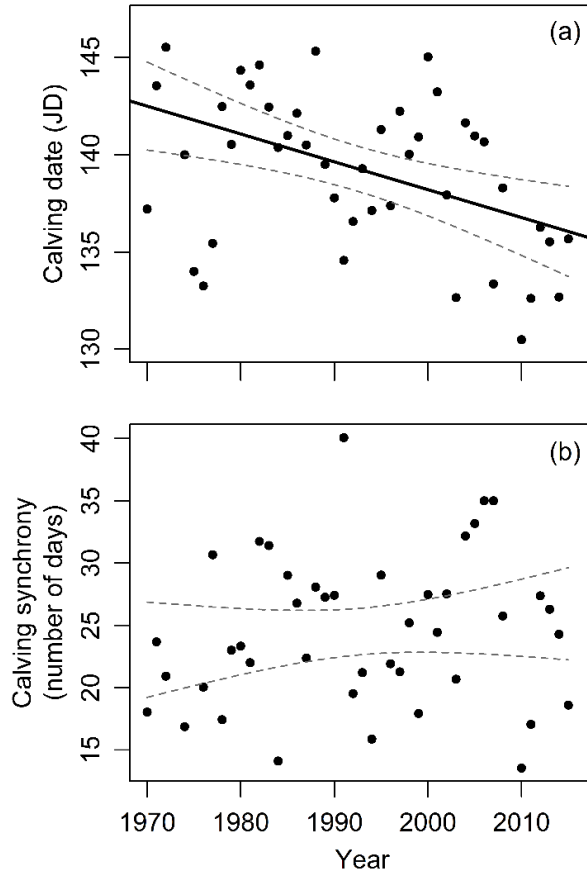 (a)
Calving date (JD)
145
140
135
130
(b)
Calving synchrony
(number of days)
40
35
30
25
20
15
1970
1980
1990
2000
2010
Year